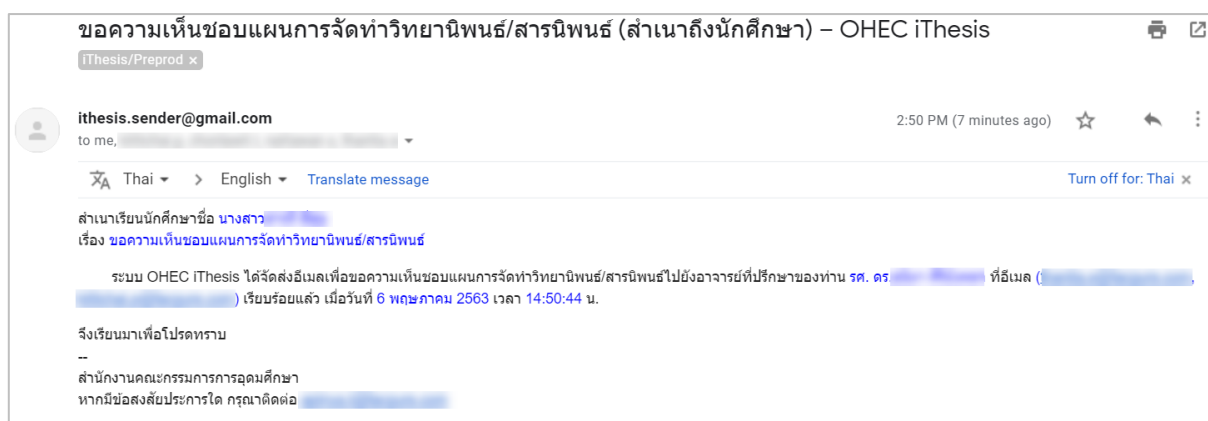 ขอความเห็นชอบแผนการจัดทำวิทยานิพนธ์/สารนิพนธ์ (สำเนาถึงนักศึกษา) – OHEC iThesis
iThesis/Preprod ×
ithesis.sender@gmail.com
2:50 PM (7 minutes ago)
to me,
Thai > English Translate message
Turn off for: Thai ×
สำเนาเรียนนักศึกษาชื่อ นางสาว
เรื่อง ขอความเห็นชอบแผนการจัดทำวิทยานิพนธ์/สารนิพนธ์
ระบบ OHEC iThesis ได้จัดส่งอีเมลเพื่อขอความเห็นชอบแผนการจัดทำวิทยานิพนธ์/สารนิพนธ์ไปยังอาจารย์ที่ปรึกษาของท่าน รศ. ดร. ที่อีเมล ( ,
) เรียบร้อยแล้ว เมื่อวันที่ 6 พฤษภาคม 2563 เวลา 14:50:44 น.
จึงเรียนมาเพื่อโปรดทราบ
--
สำนักงานคณะกรรมการการอุดมศึกษา
หากมีข้อสงสัยประการใด กรุณาติดต่อ